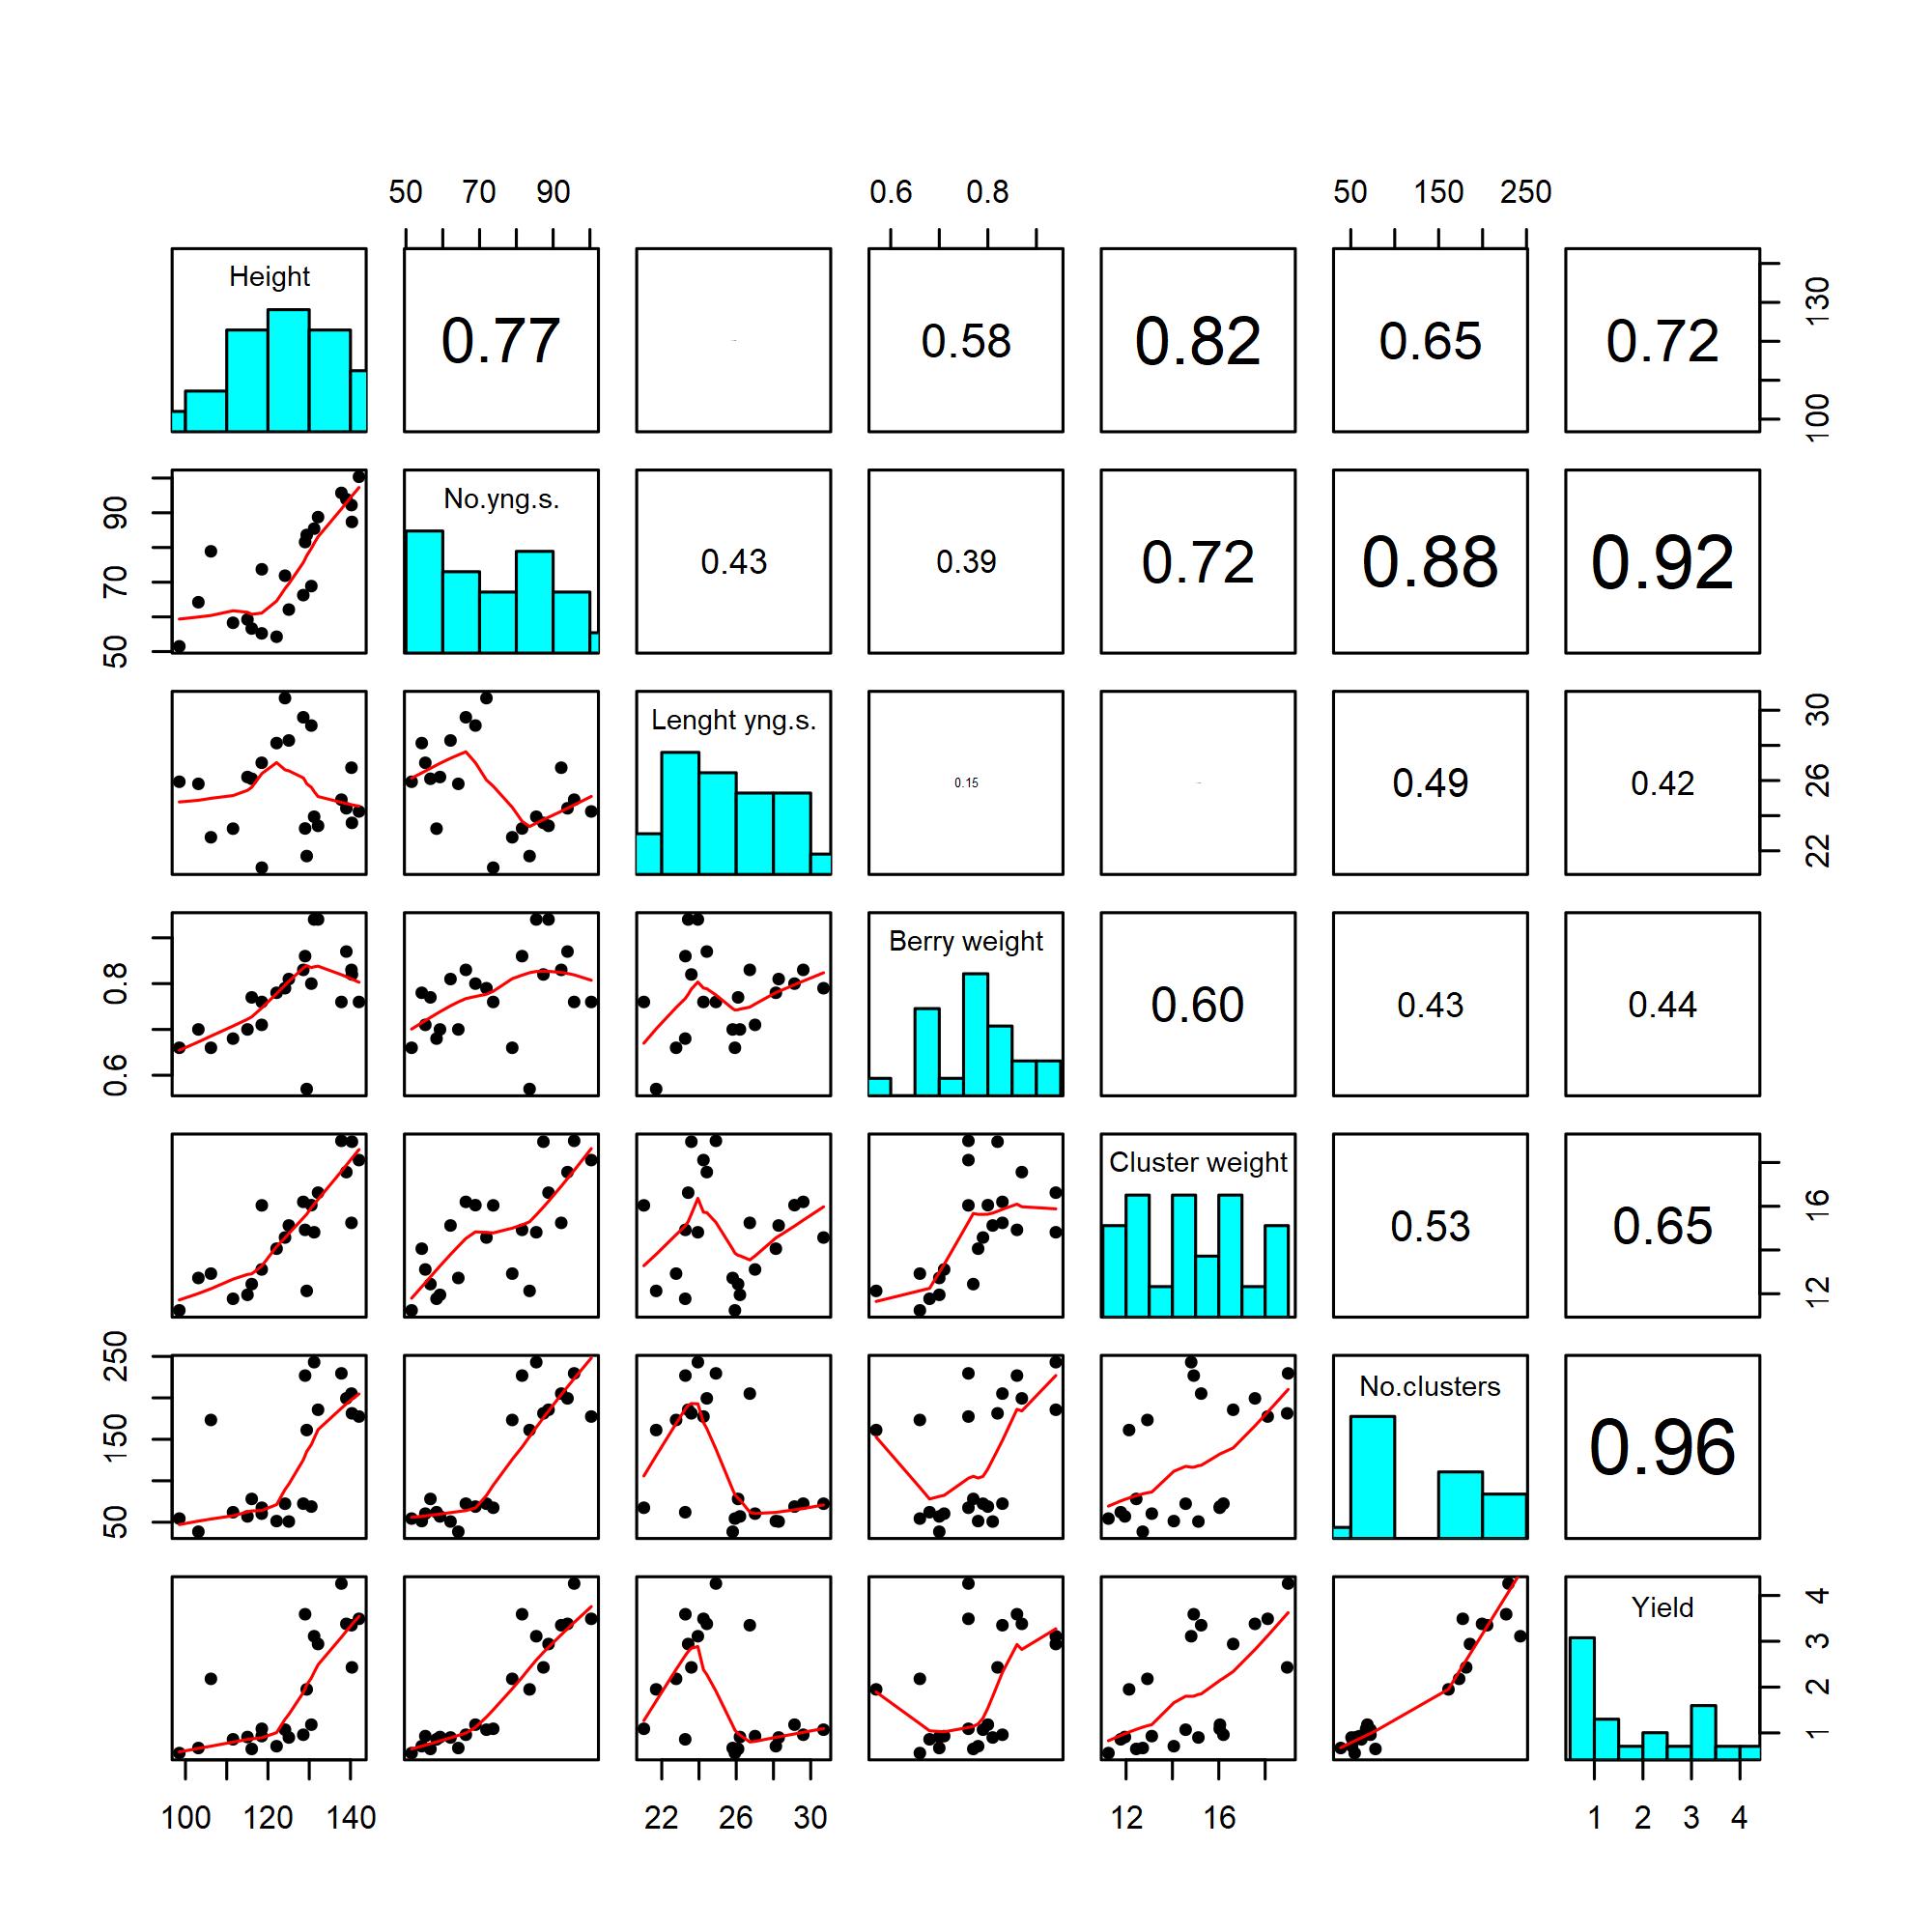 50 70 90 0.6 0.8 50 150 250
Height 0.77 0.58 0.82 0.65 0.72 100 130
50 70 90 No.yng.s. 0.43 0.39 0.72 0.88 0.92
Lenght yng.s. 0.15 0.49 0.42 22 26 30
0.6 0.8 Berry weight 0.60 0.43 0.44
Cluster weight 0.53 0.65 12 16
50 150 250 No.clusters 0.96
Yield 1 2 3 4
100 120 140 22 26 30 12 16 1 2 3 4